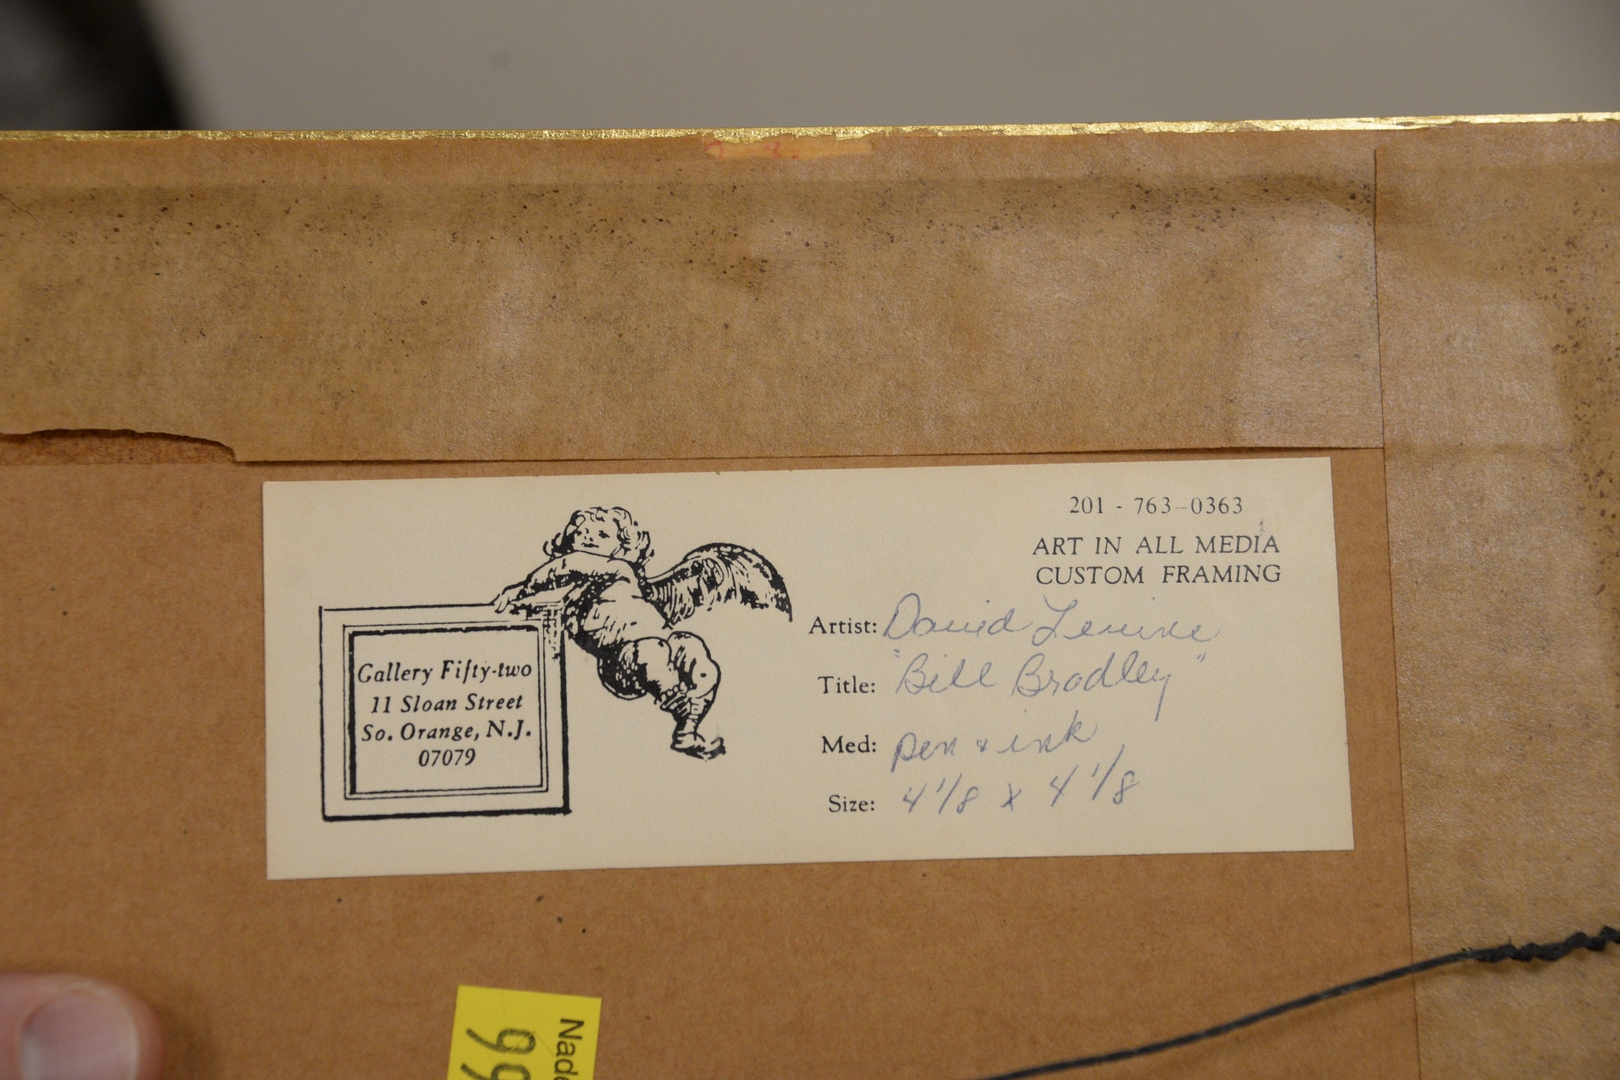 201 - 763-0363
ART IN ALL MEDIA
CUSTOM FRAMING
Gallery Fifty-two
11 Sloan Street
So. Orange, N.J.
07079
Artist: David Levine
Title: "Bill Bradley"
Med: pen & ink
Size: 4 1/8 x 4 1/8